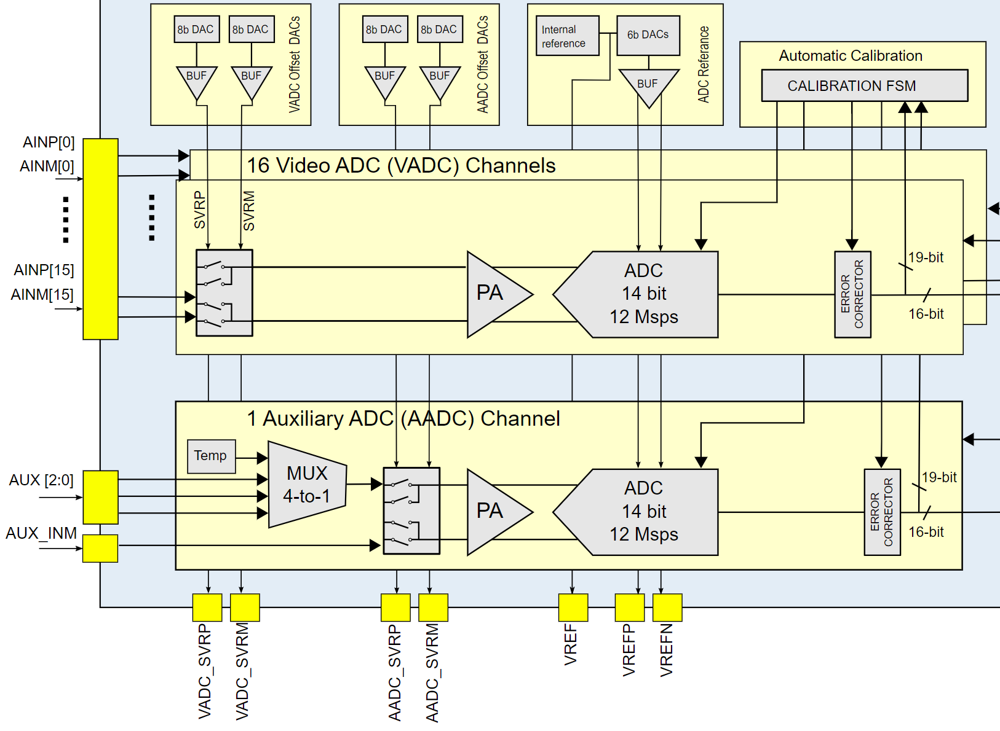 8b DAC
8b DAC
BUF
BUF
VADC Offset DACs
8b DAC
8b DAC
BUF
BUF
AADC Offset DACs
Internal
reference
6b DACs
BUF
ADC Referance
Automatic Calibration
CALIBRATION FSM
AINP[0]
AINM[0]
AINP[15]
AINM[15]
16 Video ADC (VADC) Channels
SVRP
SVRM
PA
ADC
14 bit
12 Msps
ERROR
CORRECTOR
19-bit
16-bit
1 Auxiliary ADC (AADC) Channel
Temp
MUX
4-to-1
AUX [2:0]
AUX_INM
PA
ADC
14 bit
12 Msps
ERROR
CORRECTOR
19-bit
16-bit
VADC_SVRP
VADC_SVRM
AADC_SVRP
AADC_SVRM
VREF
VREFP
VREFN